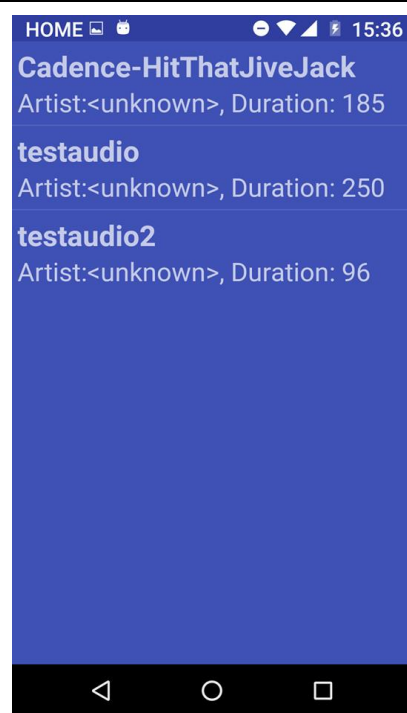 HOME 15:36
Cadence-HitThatJiveJack
Artist:<unknown>, Duration: 185
testaudio
Artist:<unknown>, Duration: 250
testaudio2
Artist:<unknown>, Duration: 96